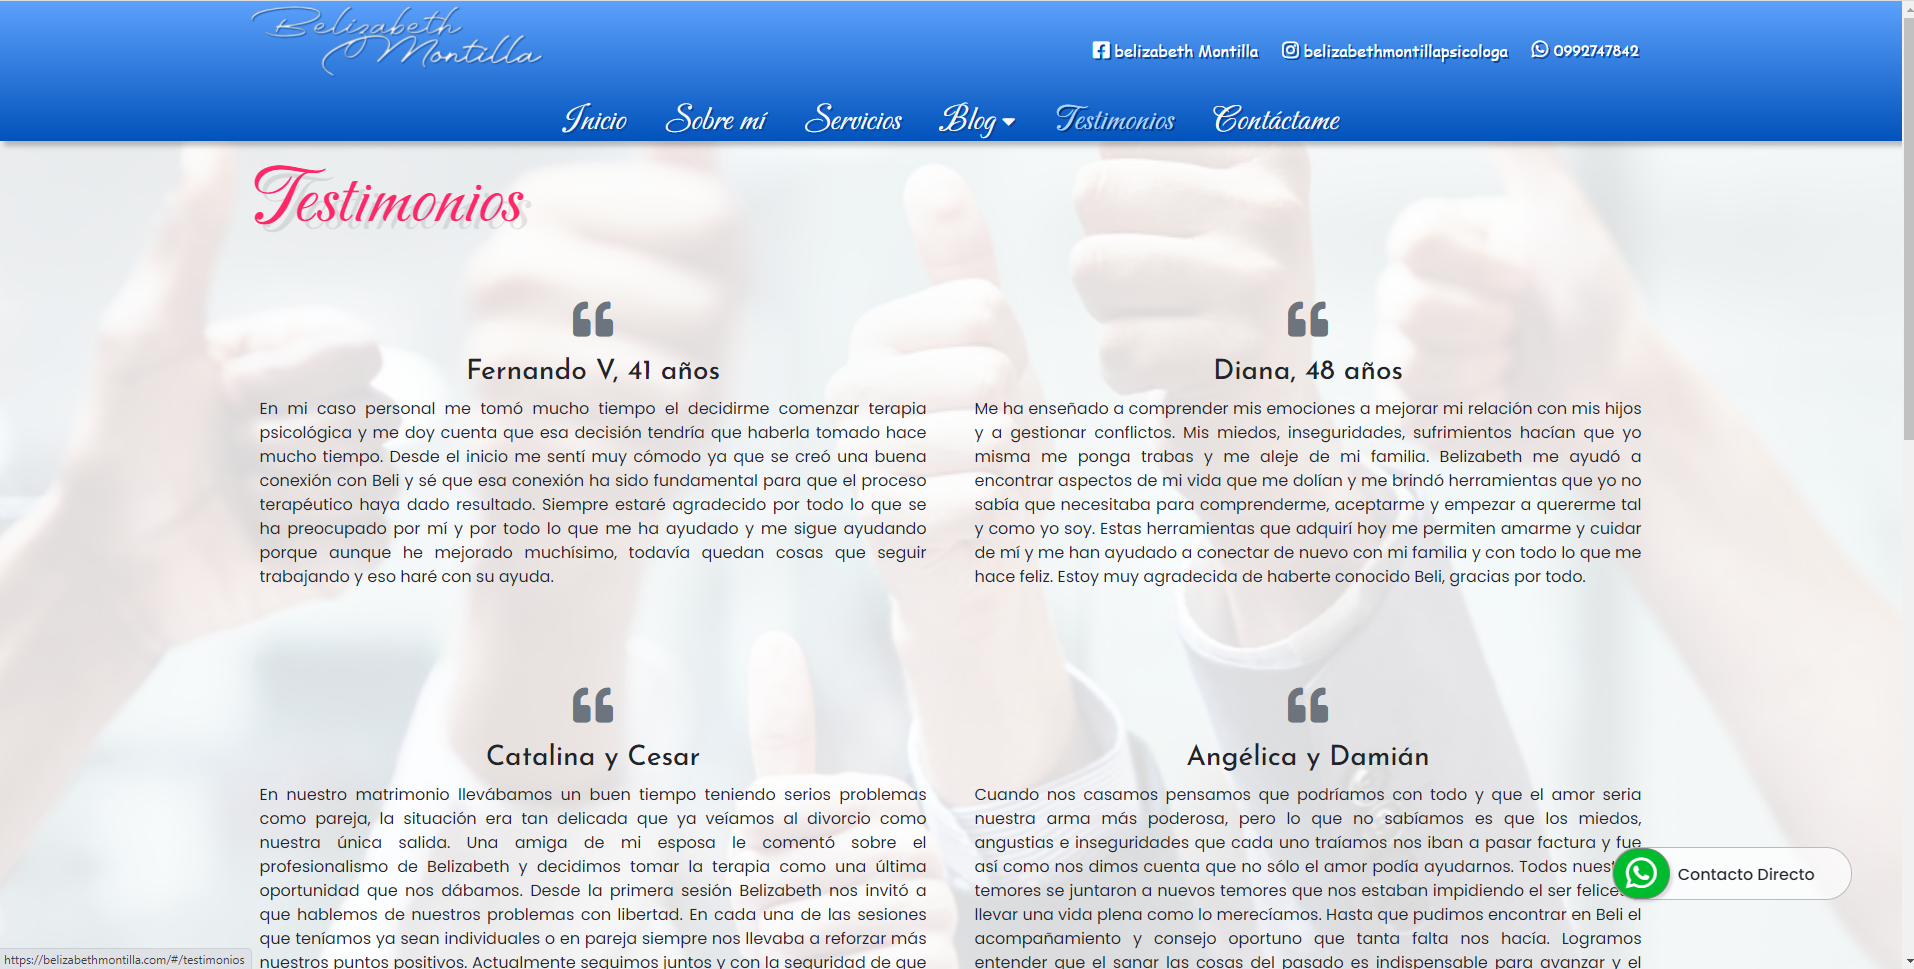 Belizabeth
Montilla
belizabeth Montilla belizabethmontillapsicologa 0992747842
Inicio Sobre mí Servicios Blog Testimonios Contáctame
Testimonios
Fernando V, 41 años
En mi caso personal me tomó mucho tiempo el decidirme comenzar terapia
psicológica y me doy cuenta que esa decisión tendría que haberla tomado hace
mucho tiempo. Desde el inicio me sentí muy cómodo ya que se creó una buena
conexión con Beli y sé que esa conexión ha sido fundamental para que el proceso
terapéutico haya dado resultado. Siempre estaré agradecido por todo lo que se
ha preocupado por mí y por todo lo que me ha ayudado y me sigue ayudando
porque aunque he mejorado muchísimo, todavía quedan cosas que seguir
trabajando y eso haré con su ayuda.
Diana, 48 años
Me ha enseñado a comprender mis emociones a mejorar mi relación con mis hijos
y a gestionar conflictos. Mis miedos, inseguridades, sufrimientos hacían que yo
misma me ponga trabas y me aleje de mi familia. Belizabeth me ayudó a
encontrar aspectos de mi vida que me dolían y me brindó herramientas que yo no
sabía que necesitaba para comprenderme, aceptarme y empezar a quererme tal
y como yo soy. Estas herramientas que adquirí hoy me permiten amarme y cuidar
de mí y me han ayudado a conectar de nuevo con mi familia y con todo lo que me
hace feliz. Estoy muy agradecida de haberte conocido Beli, gracias por todo.
Catalina y Cesar
En nuestro matrimonio llevábamos un buen tiempo teniendo serios problemas
como pareja, la situación era tan delicada que ya veíamos al divorcio como
nuestra única salida. Una amiga de mi esposa le comentó sobre el
profesionalismo de Belizabeth y decidimos tomar la terapia como una última
oportunidad que nos dábamos. Desde la primera sesión Belizabeth nos invitó a
que hablemos de nuestros problemas con libertad. En cada una de las sesiones
que teníamos ya sean individuales o en pareja siempre nos llevaba a reforzar más
nuestros puntos positivos. Actualmente seguimos juntos y con la seguridad de que
Angélica y Damián
Cuando nos casamos pensamos que podríamos con todo y que el amor seria
nuestra arma más poderosa, pero lo que no sabíamos es que los miedos,
angustias e inseguridades que cada uno traíamos nos iban a pasar factura y fue
así como nos dimos cuenta que no sólo el amor podía ayudarnos. Todos
temores se juntaron a nuevos temores que nos estaban impidiendo el ser
llevar una vida plena como lo merecíamos. Hasta que pudimos encontrar en Beli el
acompañamiento y consejo oportuno que tanta falta nos hacía. Logramos
entender que el sanar las cosas del pasado es indispensable para avanzar y el
Contacto Directo
https://belizabethmontilla.com/#/testimonios